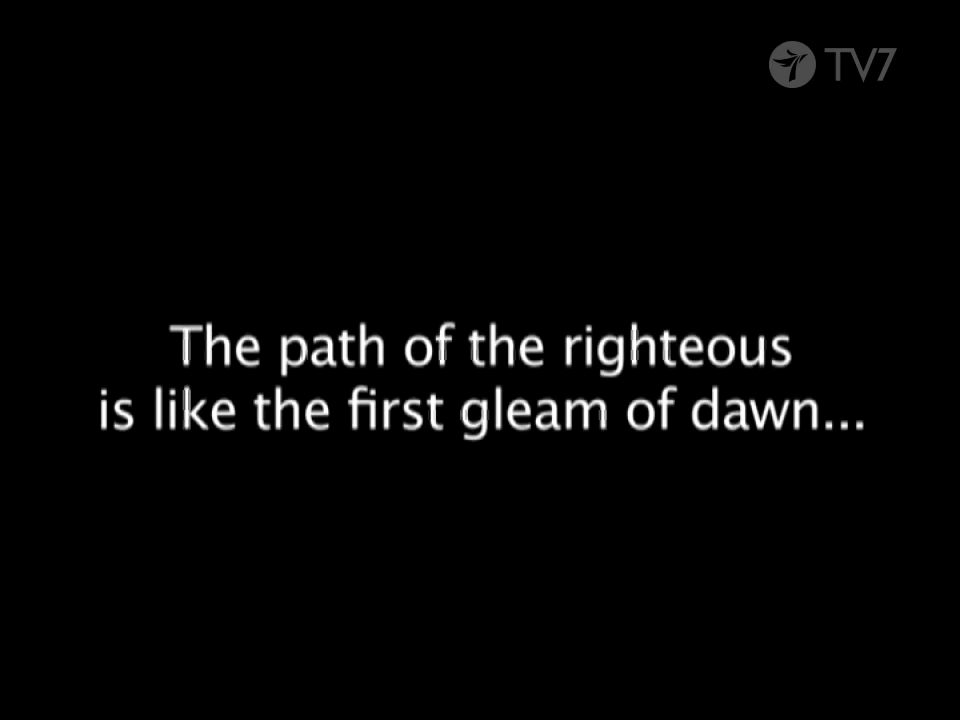 TV7
The path of the righteous
is like the first gleam of dawn...